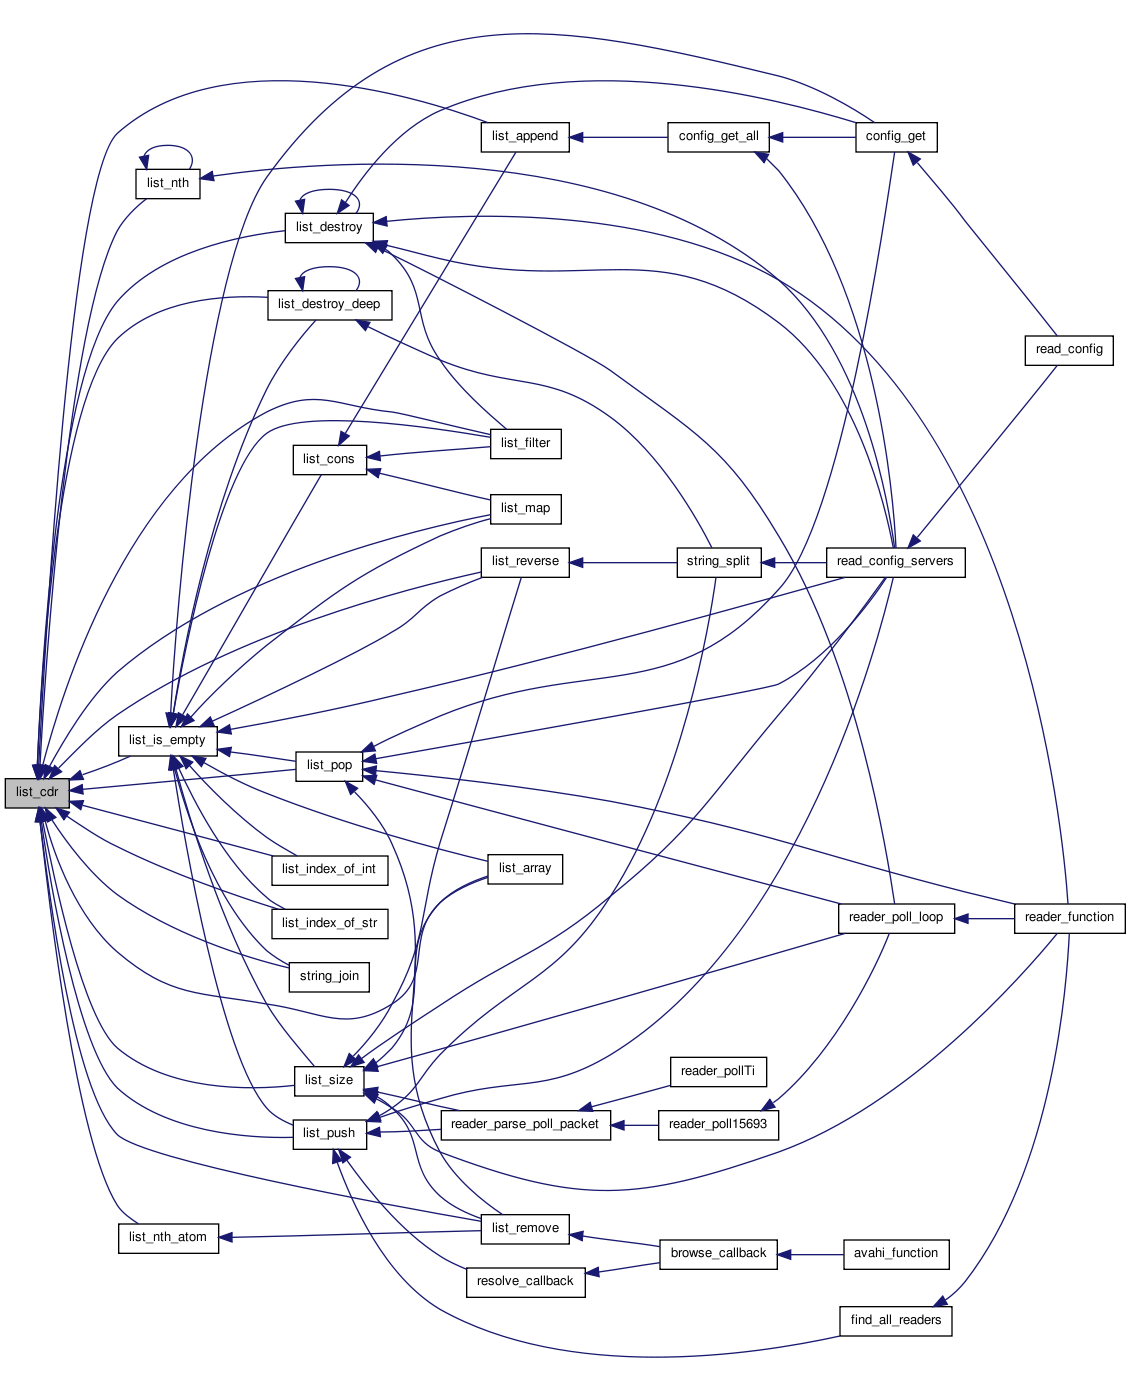 list_append
config_get_all
config_get
list_nth
list_destroy
list_destroy_deep
read_config
list_filter
list_cons
list_map
list_reverse
string_split
read_config_servers
list_is_empty
list_pop
list_cdr
list_index_of_int
list_array
list_index_of_str
reader_poll_loop
reader_function
string_join
list_size
reader_pollTi
list_push
reader_parse_poll_packet
reader_poll15693
list_nth_atom
list_remove
browse_callback
avahi_function
resolve_callback
find_all_readers